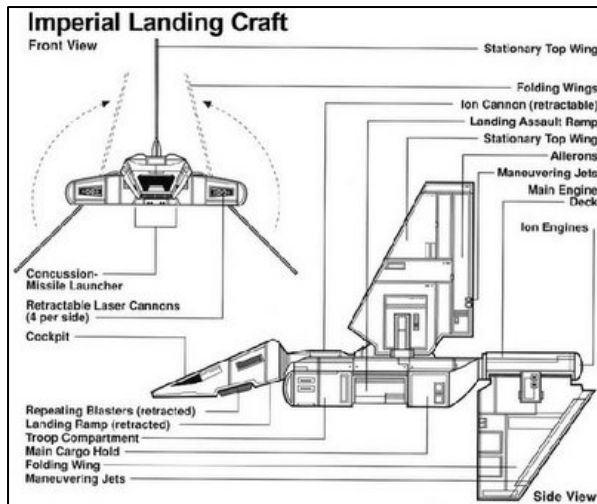 Imperial Landing Craft
Front View
Stationary Top Wing
Folding Wings
Ion Cannon (retractable)
Landing Assault Ramp
Stationary Top Wing
Ailerons
Maneuvering Jets
Main Engine
Deck
Ion Engines
Concussion-
Missile Launcher
Retractable Laser Cannons
(4 per side)
Cockpit
Repeating Blasters (retracted)
Landing Ramp (retracted)
Troop Compartment
Main Cargo Hold
Folding Wing
Maneuvering Jets
Side View